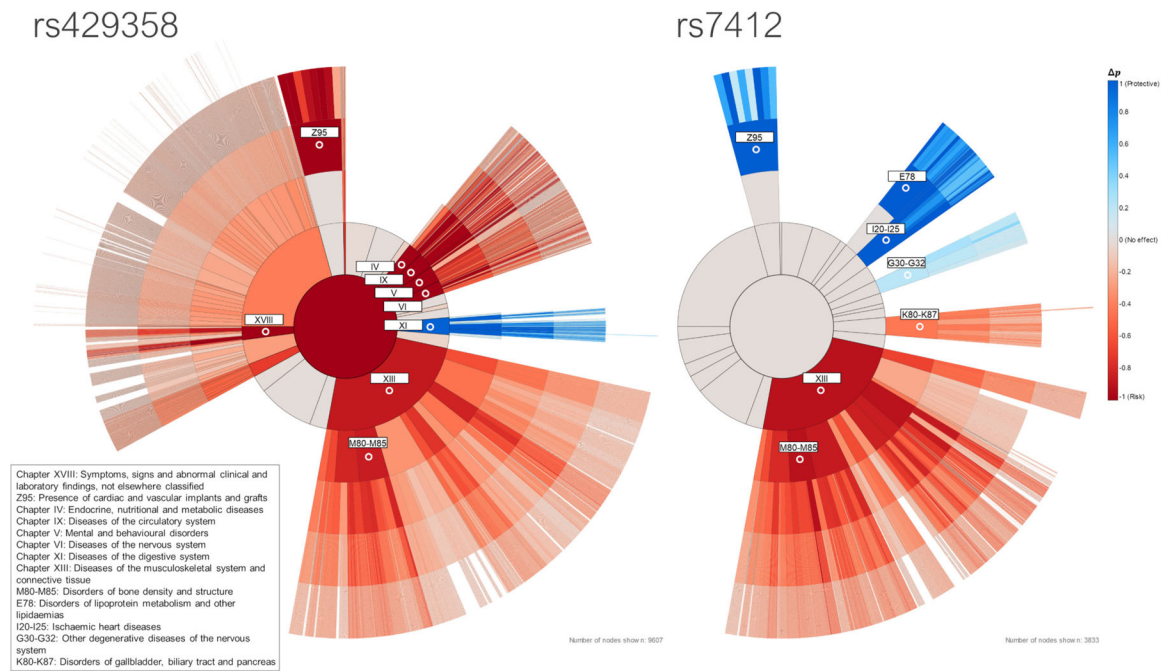 rs429358
rs7412
Z95
IV
IX
V
VI
XI
XVIII
XIII
M80-M85
Z95
E78
I20-I25
G30-G32
K80-K87
XIII
M80-M85
Δp
1 (Protective)
0.8
0.6
0.4
0.2
0 (No effect)
-0.2
-0.4
-0.6
-0.8
-1 (Risk)
Chapter XVIII: Symptoms, signs and abnormal clinical and
laboratory findings, not elsewhere classified
Z95: Presence of cardiac and vascular implants and grafts
Chapter IV: Endocrine, nutritional and metabolic diseases
Chapter IX: Diseases of the circulatory system
Chapter V: Mental and behavioural disorders
Chapter VI: Diseases of the nervous system
Chapter XI: Diseases of the digestive system
Chapter XIII: Diseases of the musculoskeletal system and
connective tissue
M80-M85: Disorders of bone density and structure
E78: Disorders of lipoprotein metabolism and other
lipidaemias
I20-I25: Ischaemic heart diseases
G30-G32: Other degenerative diseases of the nervous
system
K80-K87: Disorders of gallbladder, biliary tract and pancreas
Number of nodes shown: 9607
Number of nodes shown: 3833